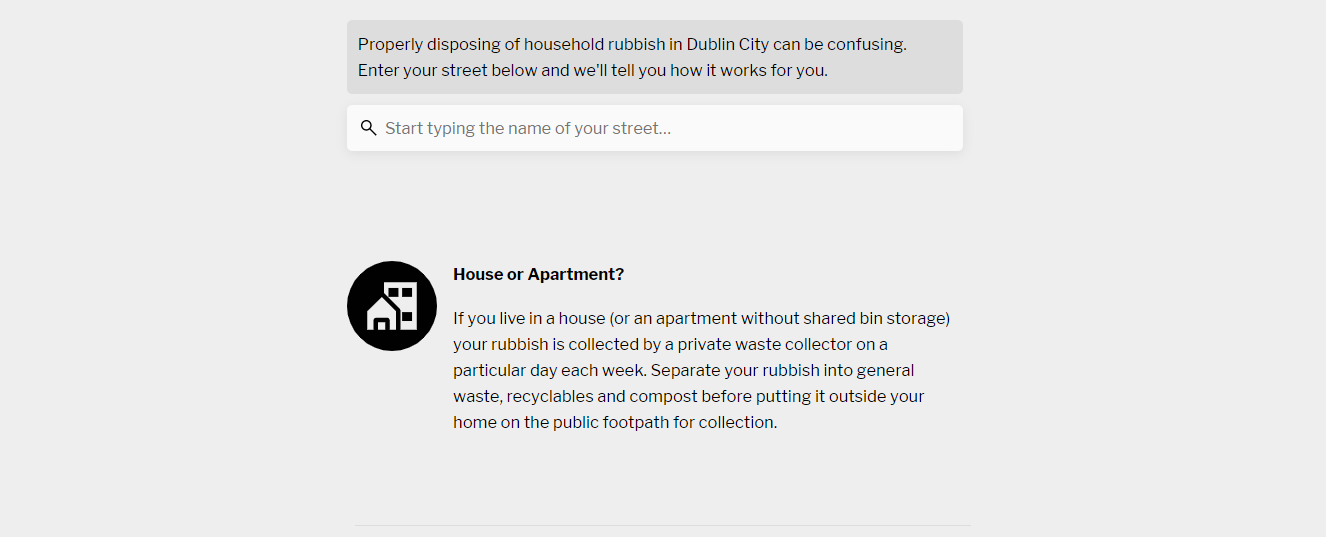 Properly disposing of household rubbish in Dublin City can be confusing.
Enter your street below and we'll tell you how it works for you.
Start typing the name of your street...
House or Apartment?
If you live in a house (or an apartment without shared bin storage)
your rubbish is collected by a private waste collector on a
particular day each week. Separate your rubbish into general
waste, recyclables and compost before putting it outside your
home on the public footpath for collection.